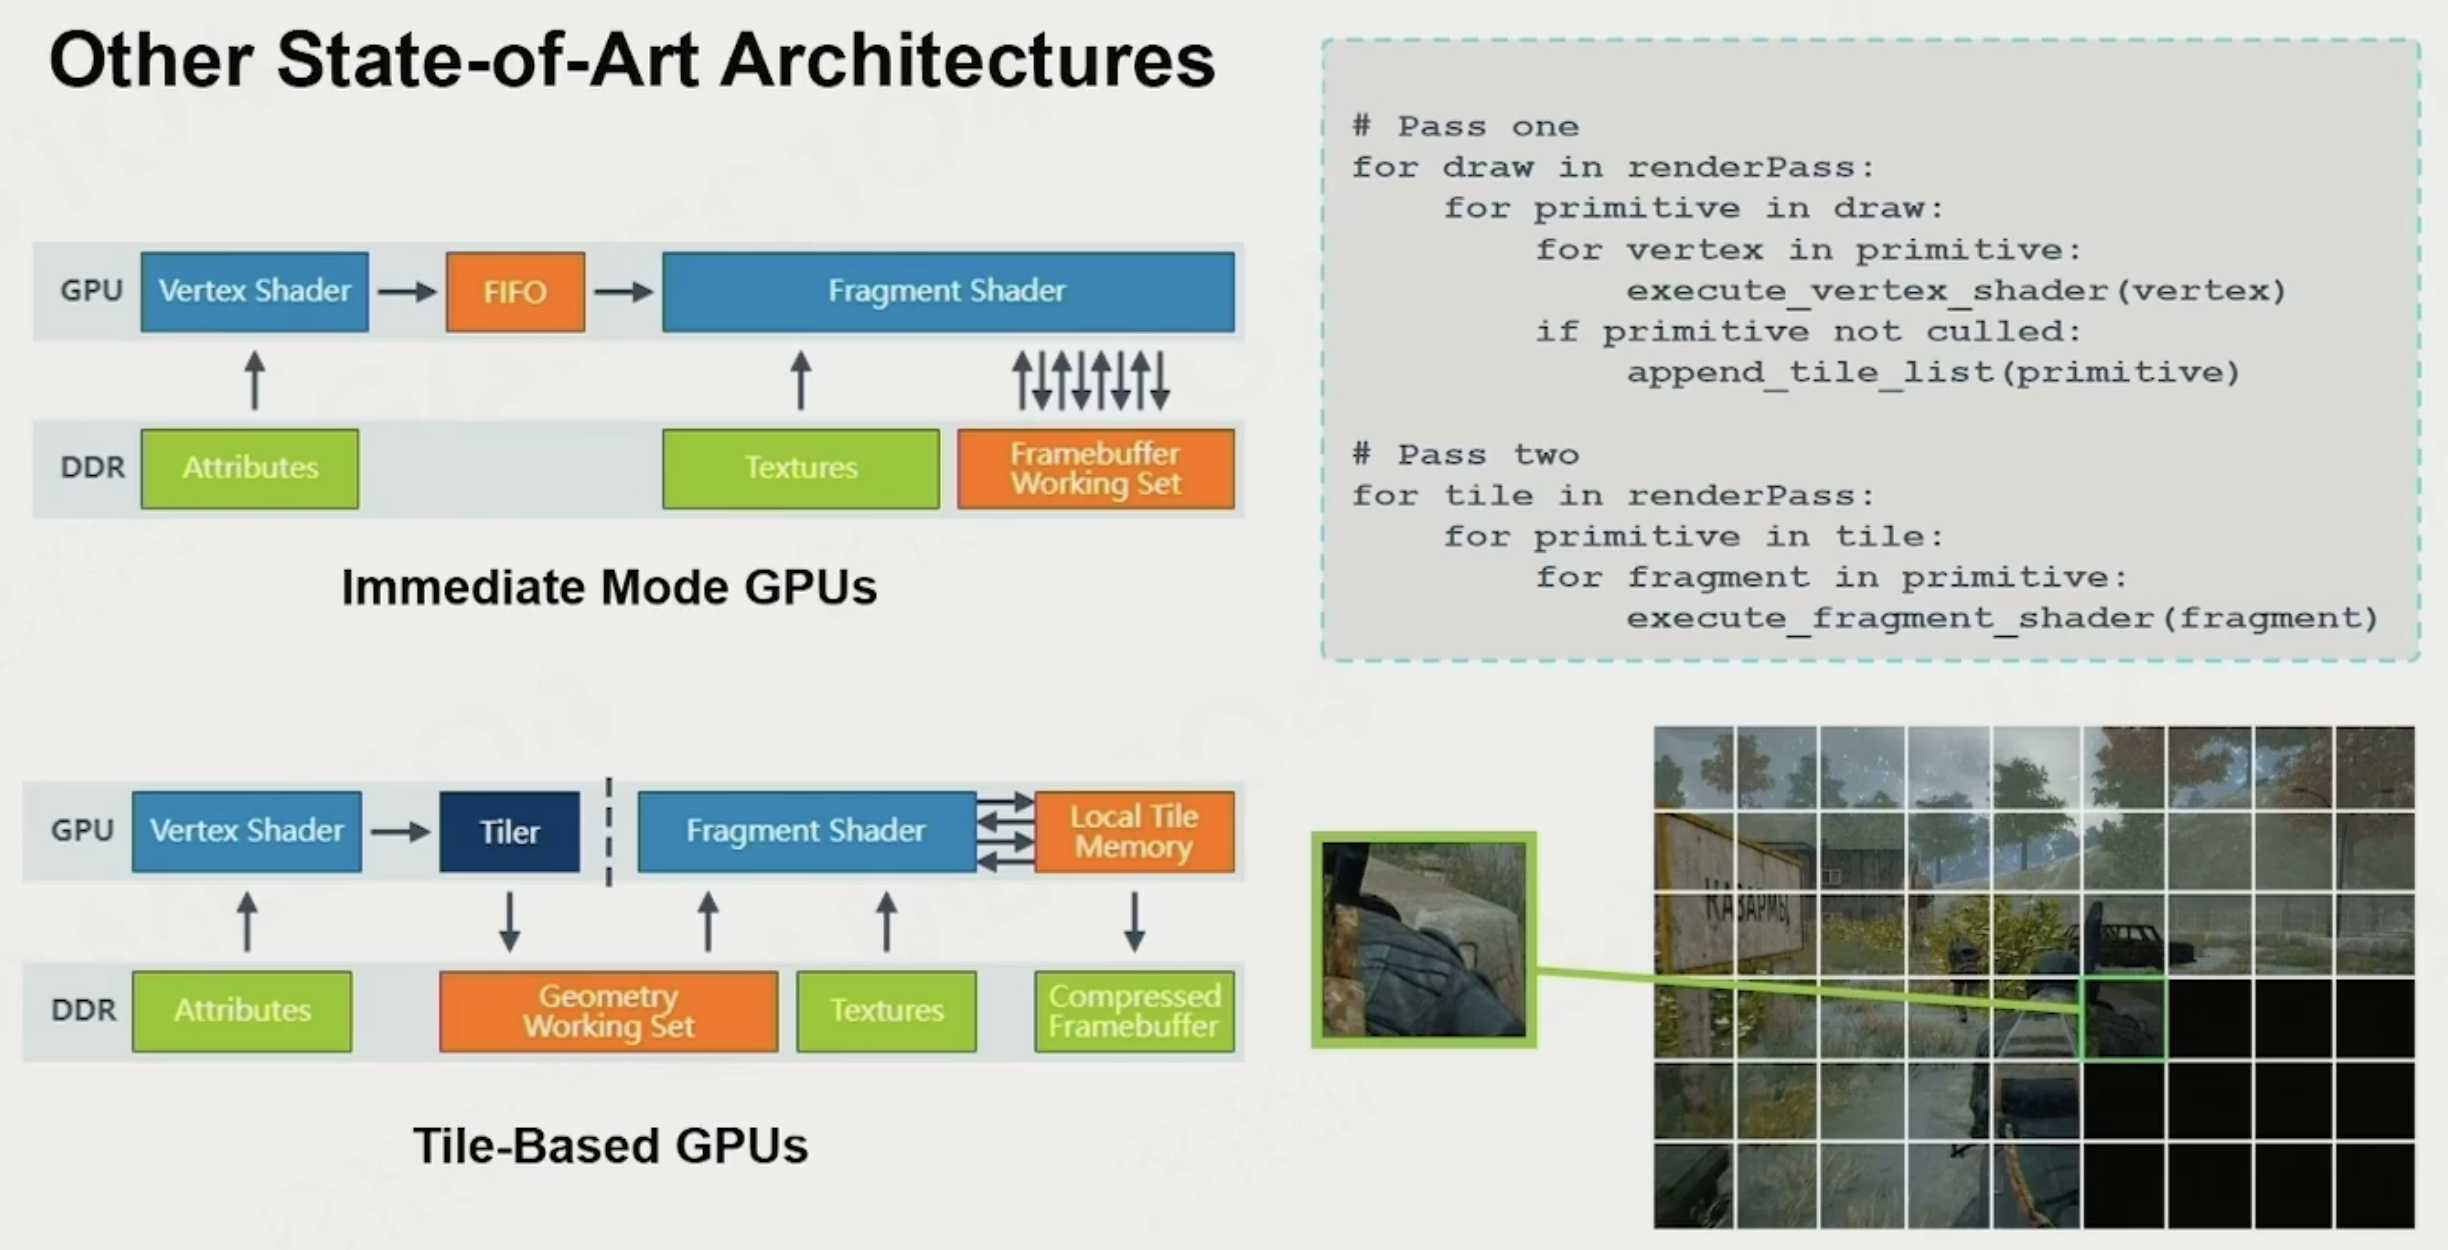 Other State-of-Art Architectures
GPU
Vertex Shader
FIFO
Fragment Shader
DDR
Attributes
Textures
Framebuffer
Working Set
Immediate Mode GPUs
GPU
Vertex Shader
Tiler
Fragment Shader
Local Tile
Memory
DDR
Attributes
Geometry
Working Set
Textures
Compressed
Framebuffer
Tile-Based GPUs
# Pass one
for draw in renderPass:
for primitive in draw:
for vertex in primitive:
execute_vertex_shader(vertex)
if primitive not culled:
append_tile_list(primitive)
# Pass two
for tile in renderPass:
for primitive in tile:
for fragment in primitive:
execute_fragment_shader(fragment)
КАЗАРМЫ